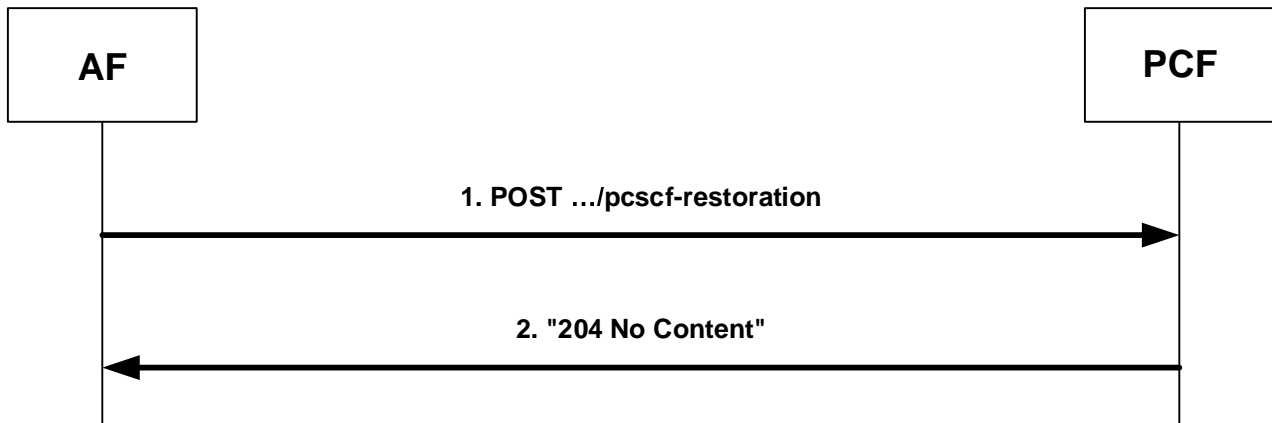 AF
PCF
1. POST …/pcscf-restoration
2. "204 No Content"